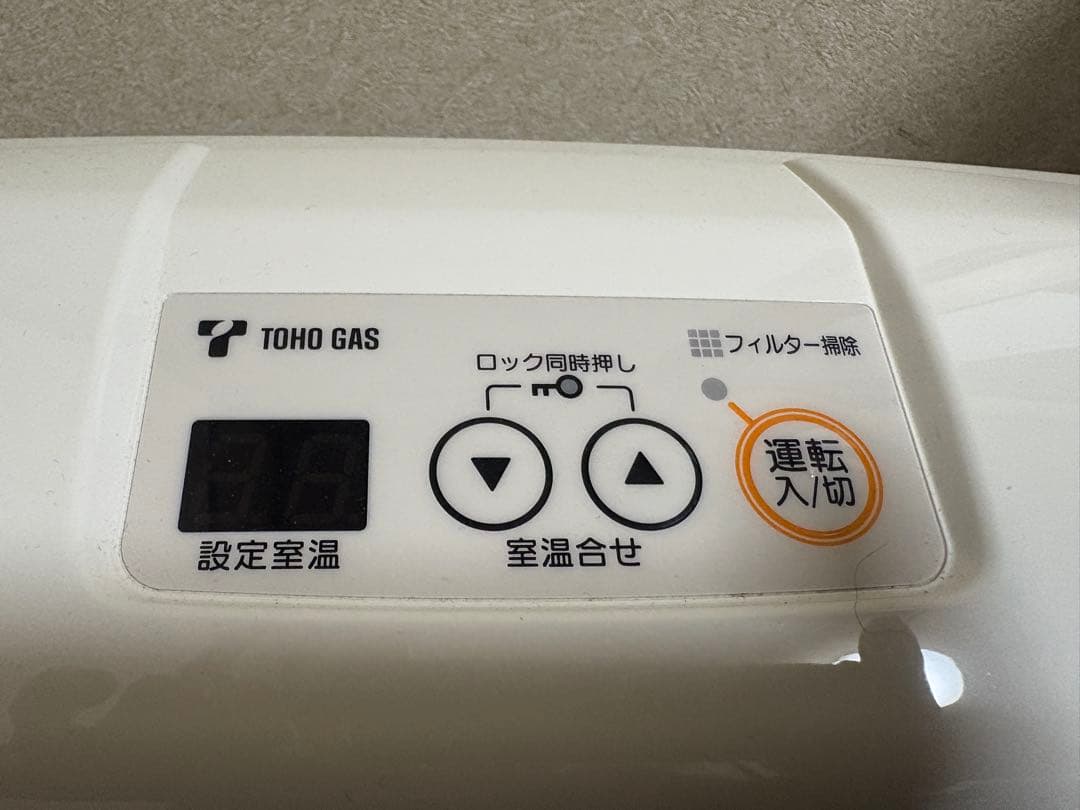 TOHO GAS
ロック同時押し
フィルター掃除
運転
入/切
設定室温
室温合せ